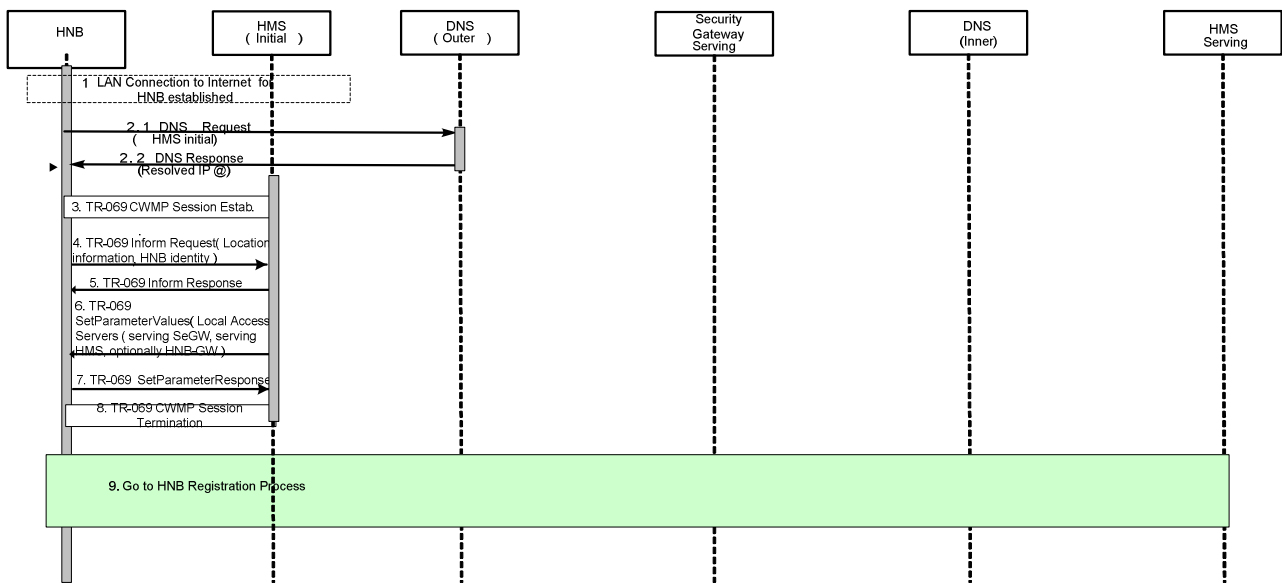 HNB
HMS
( Initial )
DNS
( Outer )
Security
Gateway
Serving
DNS
(Inner)
HMS
Serving
1 LAN Connection to Internet for
HNB established
2.1 DNS Request
( HMS initial)
2.2 DNS Response
(Resolved IP @)
3. TR-069 CWMP Session Estab.
4. TR-069 Inform Request( Location
information, HNB identity )
5. TR-069 Inform Response
6. TR-069
SetParameterValues( Local Access
Servers ( serving SeGW, serving
HMS, optionally HNB-GW )
7. TR-069 SetParameterResponse
8. TR-069 CWMP Session
Termination
9. Go to HNB Registration Process